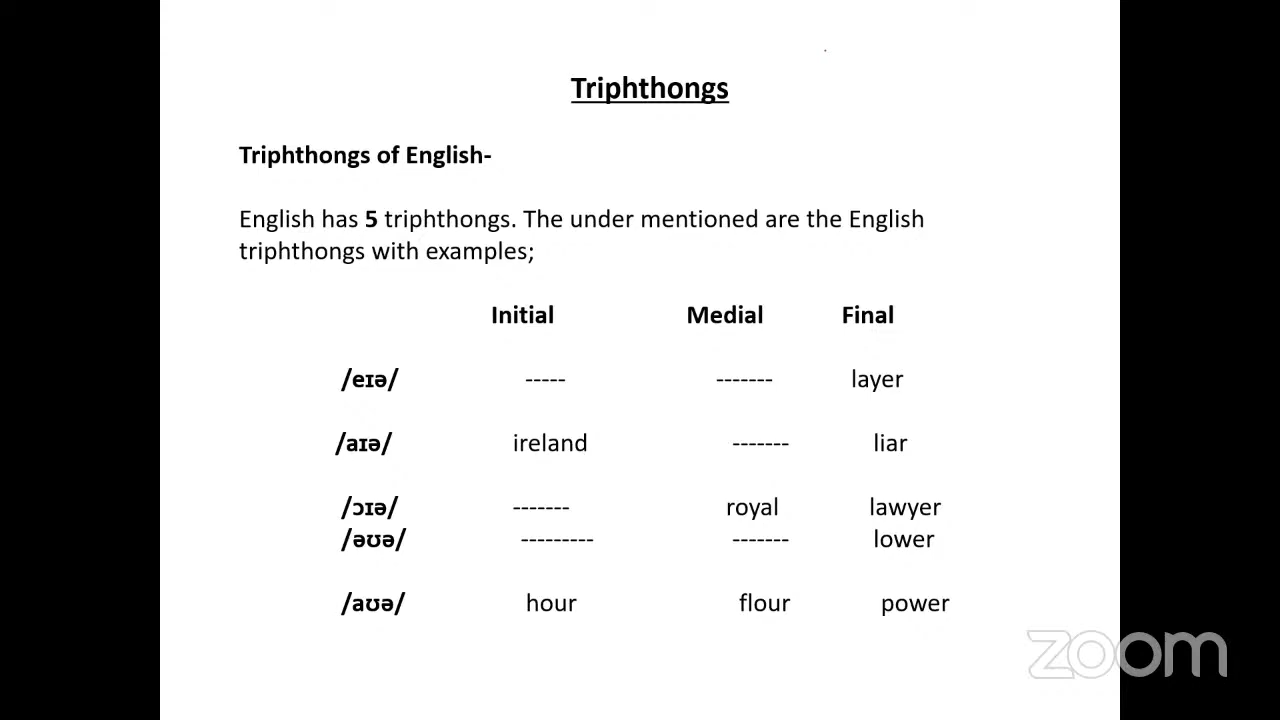 Triphthongs
Triphthongs of English-
English has 5 triphthongs. The under mentioned are the English
triphthongs with examples;
Initial Medial Final
/eɪə/ ----- ------- layer
/aɪə/ ireland ------- liar
/ɔɪə/ ------- royal lawyer
/əʊə/ --------- ------- lower
/aʊə/ hour flour power
zoom